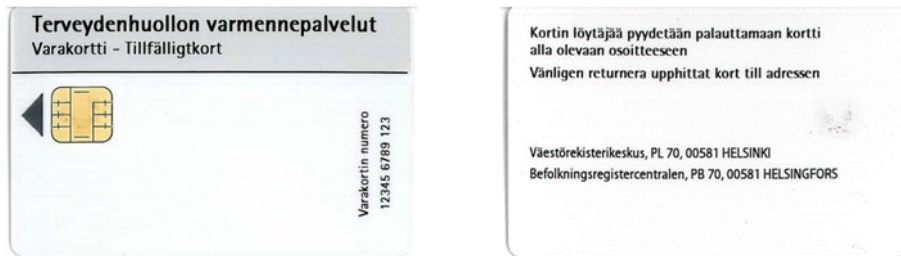 Terveydenhuollon varmennepalvelut
Varakortti – Tillfälligtkort
Varakortin numero
12345 6789 123
Kortin löytäjää pyydetään palauttamaan kortti
alla olevaan osoitteeseen
Vänligen returnera upphittat kort till adressen
Väestörekisterikeskus, PL 70, 00581 HELSINKI
Befolkningsregistercentralen, PB 70, 00581 HELSINGFORS